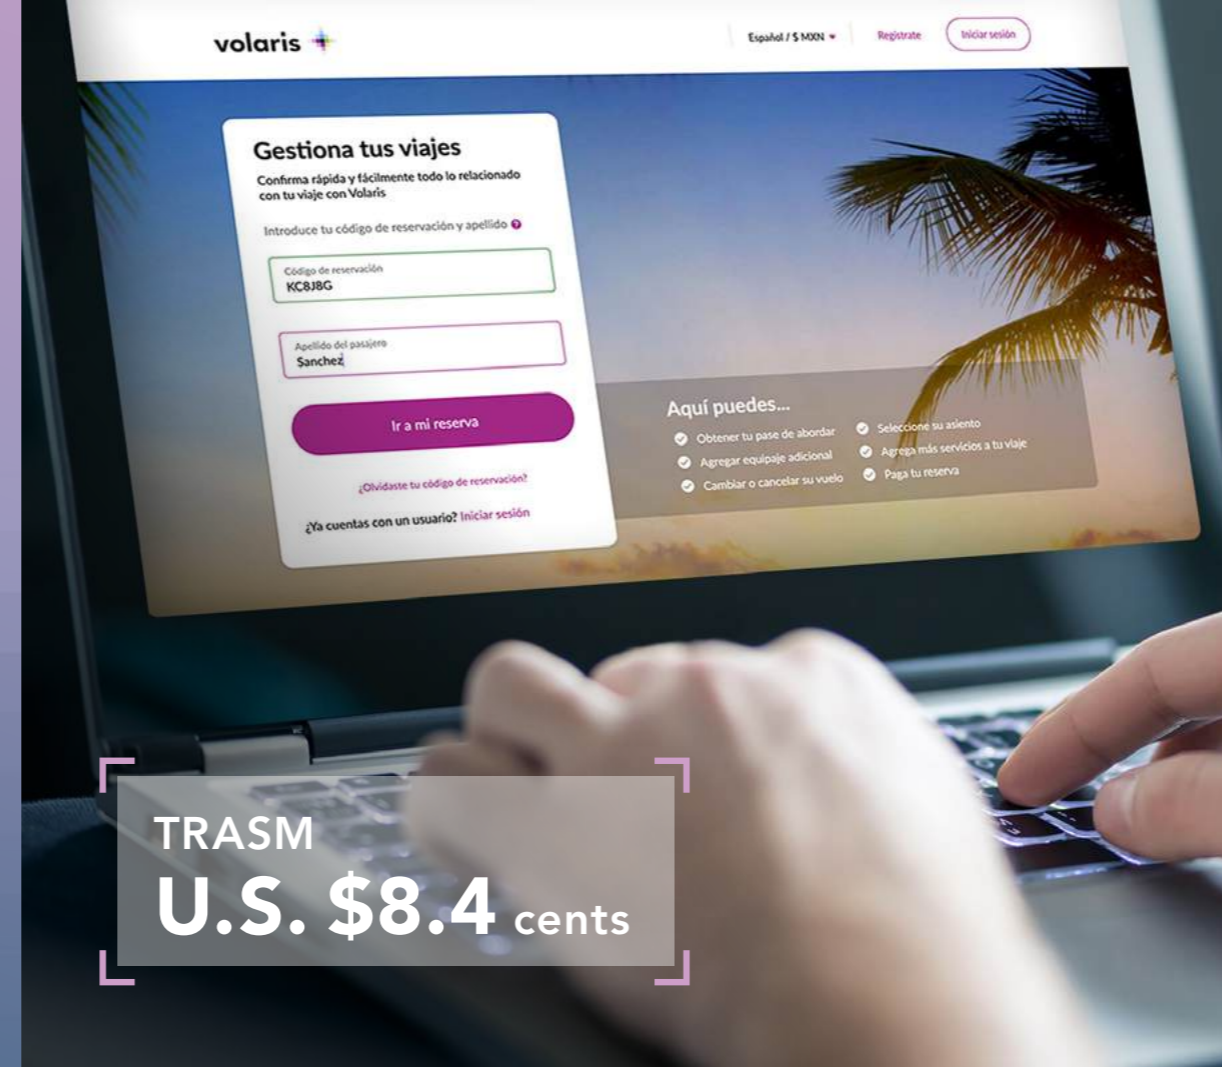 volaris
Español / $ MXN
Regístrate
Iniciar sesión
Gestiona tus viajes
Confirma rápida y fácilmente todo lo relacionado
con tu viaje con Volaris
Introduce tu código de reservación y apellido ?
Código de reservación
KC8J8G
Apellido del pasajero
Sanchez
Ir a mi reserva
¿Olvidaste tu código de reservación?
¿Ya cuentas con un usuario? Iniciar sesión
Aquí puedes...
Obtener tu pase de abordar
Seleccione su asiento
Agregar equipaje adicional
Agrega más servicios a tu viaje
Cambiar o cancelar su vuelo
Paga tu reserva
TRASM
U.S. $8.4 cents